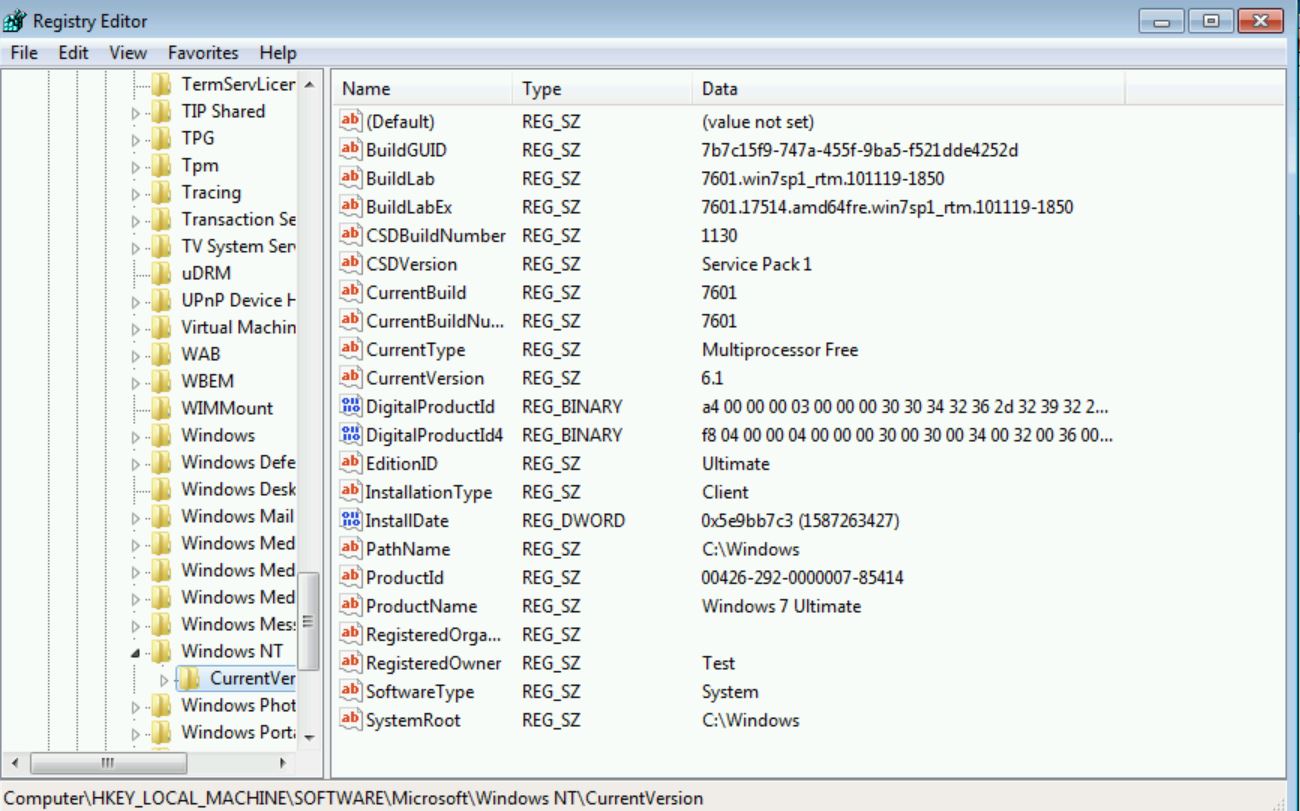 Registry Editor
File Edit View Favorites Help
TermServLicer
TIP Shared
TPG
Tpm
Tracing
Transaction Se
TV System Serv
uDRM
UPnP Device H
Virtual Machin
WAB
WBEM
WIMMount
Windows
Windows Defe
Windows Desk
Windows Mail
Windows Med
Windows Med
Windows Med
Windows Mess
Windows NT
CurrentVer
Windows Phot
Windows Porta
Name Type Data
(Default) REG_SZ (value not set)
BuildGUID REG_SZ 7b7c15f9-747a-455f-9ba5-f521dde4252d
BuildLab REG_SZ 7601.win7sp1_rtm.101119-1850
BuildLabEx REG_SZ 7601.17514.amd64fre.win7sp1_rtm.101119-1850
CSDBuildNumber REG_SZ 1130
CSDVersion REG_SZ Service Pack 1
CurrentBuild REG_SZ 7601
CurrentBuildNu... REG_SZ 7601
CurrentType REG_SZ Multiprocessor Free
CurrentVersion REG_SZ 6.1
DigitalProductId REG_BINARY a4 00 00 00 03 00 00 00 30 30 34 32 36 2d 32 39 32 2...
DigitalProductId4 REG_BINARY f8 04 00 00 04 00 00 00 30 00 30 00 34 00 32 00 36 00...
EditionID REG_SZ Ultimate
InstallationType REG_SZ Client
InstallDate REG_DWORD 0x5e9bb7c3 (1587263427)
PathName REG_SZ C:\Windows
ProductId REG_SZ 00426-292-0000007-85414
ProductName REG_SZ Windows 7 Ultimate
RegisteredOrga... REG_SZ
RegisteredOwner REG_SZ Test
SoftwareType REG_SZ System
SystemRoot REG_SZ C:\Windows
Computer\HKEY_LOCAL_MACHINE\SOFTWARE\Microsoft\Windows NT\CurrentVersion